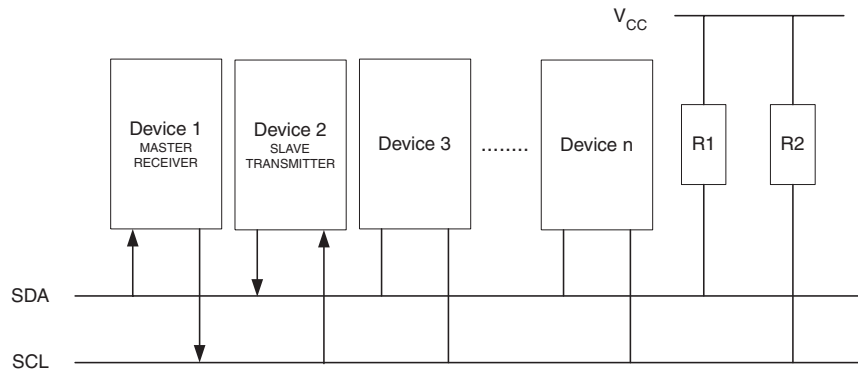 V_CC
Device 1
MASTER
RECEIVER
Device 2
SLAVE
TRANSMITTER
Device 3
........
Device n
R1
R2
SDA
SCL